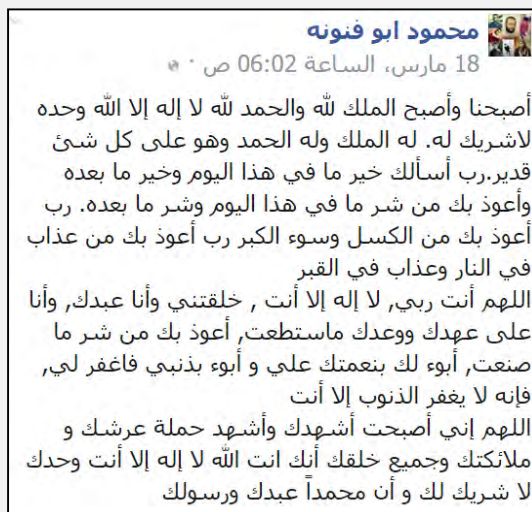 محمود ابو فنونه
18 مارس، الساعة 06:02 ص ·
أصبحنا وأصبح الملك لله والحمد لله لا إله إلا الله وحده
لاشريك له. له الملك وله الحمد وهو على كل شئ
قدير.رب أسألك خير ما في هذا اليوم وخير ما بعده
وأعوذ بك من شر ما في هذا اليوم وشر ما بعده. رب
أعوذ بك من الكسل وسوء الكبر رب أعوذ بك من عذاب
في النار وعذاب في القبر
اللهم أنت ربي, لا إله إلا أنت , خلقتني وأنا عبدك, وأنا
على عهدك ووعدك ماستطعت, أعوذ بك من شر ما
صنعت, أبوء لك بنعمتك علي و أبوء بذنبي فاغفر لي,
فإنه لا يغفر الذنوب إلا أنت
اللهم إني أصبحت أشهدك وأشهد حملة عرشك و
ملائكتك وجميع خلقك أنك انت الله لا إله إلا أنت وحدك
لا شريك لك و أن محمداً عبدك ورسولك